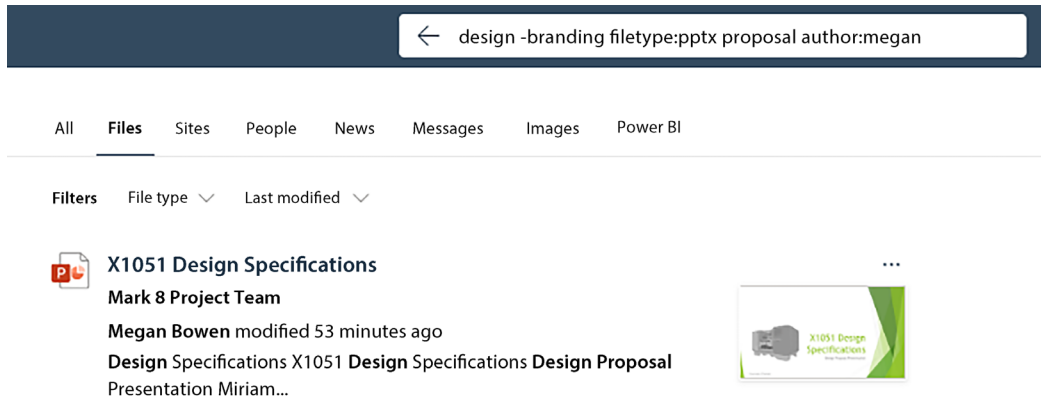 design -branding filetype:pptx proposal author:megan
All Files Sites People News Messages Images Power BI
Filters File type Last modified
X1051 Design Specifications
Mark 8 Project Team
Megan Bowen modified 53 minutes ago
Design Specifications X1051 Design Specifications Design Proposal
Presentation Miriam...
P
X1051 Design
Specifications